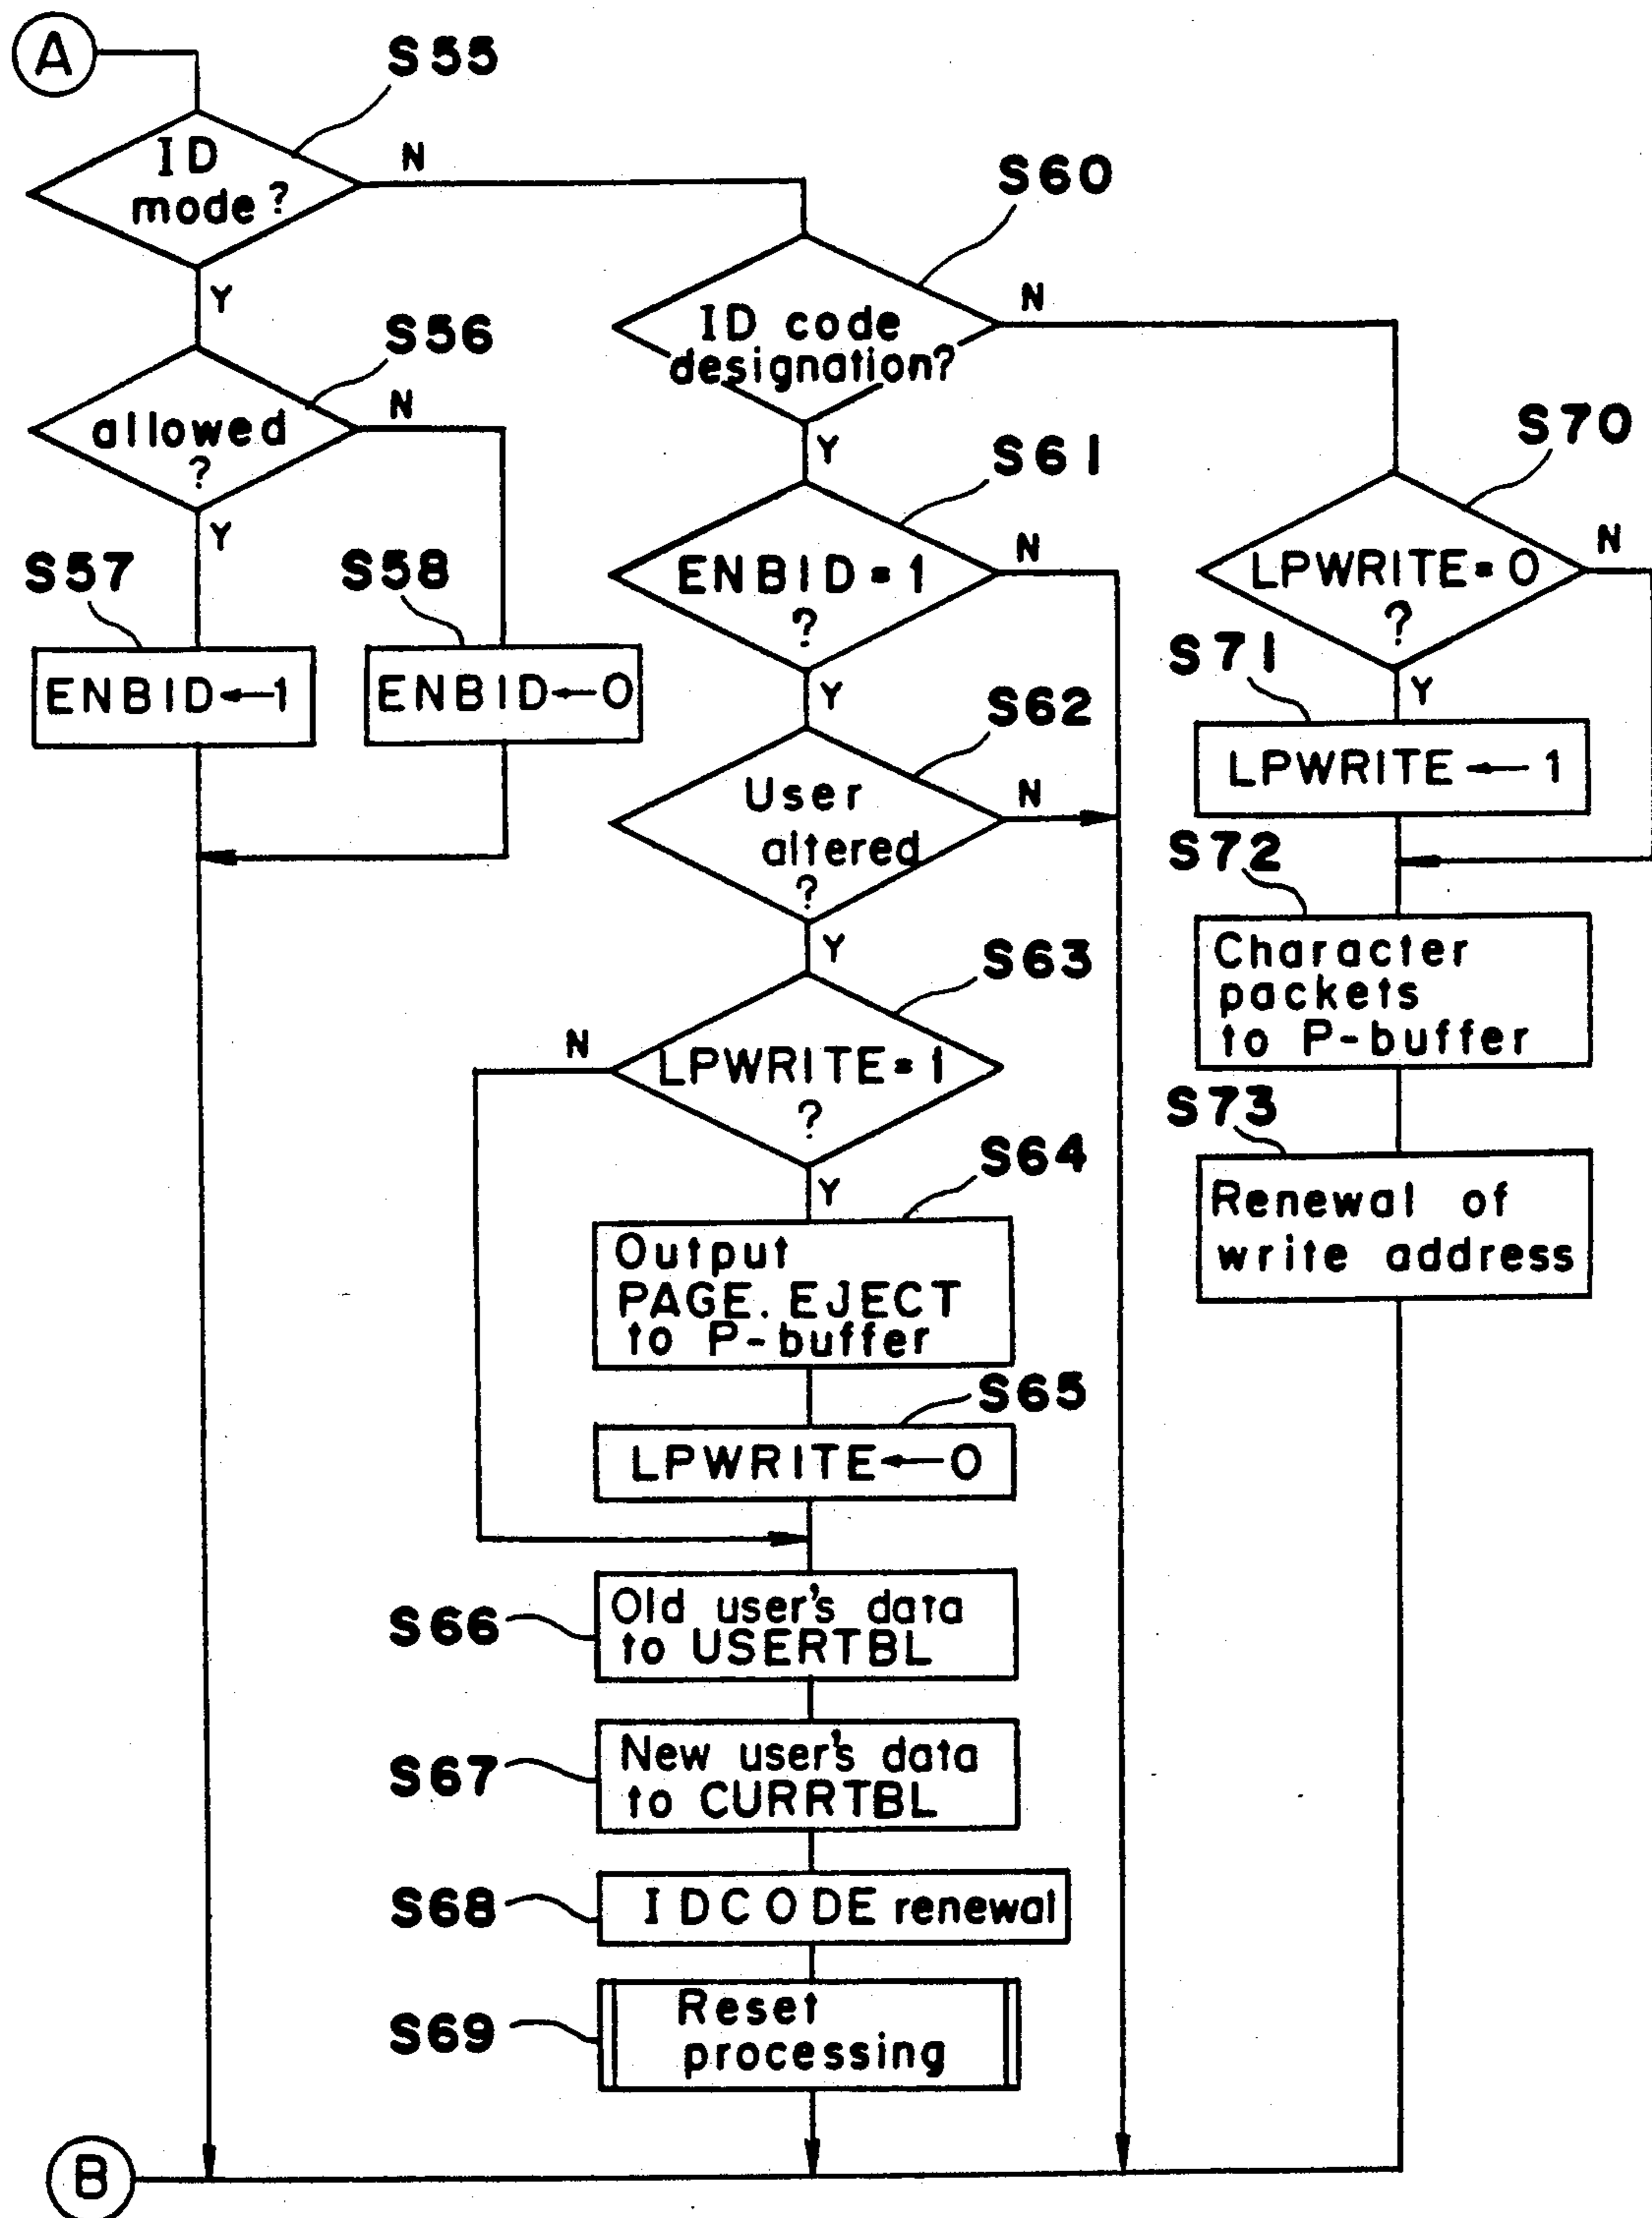 A
S55
ID
mode?
N
Y
S56
allowed
?
N
Y
S57
ENBID←1
S58
ENBID←0
S60
ID code
designation?
N
Y
S61
ENBID=1
?
N
Y
S62
User
altered
?
N
Y
S63
LPWRITE=1
?
N
Y
S64
Output
PAGE. EJECT
to P-buffer
S65
LPWRITE←0
S66
Old user's data
to USERTBL
S67
New user's data
to CURRTBL
S68
IDCODE renewal
S69
Reset
processing
S70
LPWRITE=0
?
N
Y
S71
LPWRITE←1
S72
Character
packets
to P-buffer
S73
Renewal of
write address
B